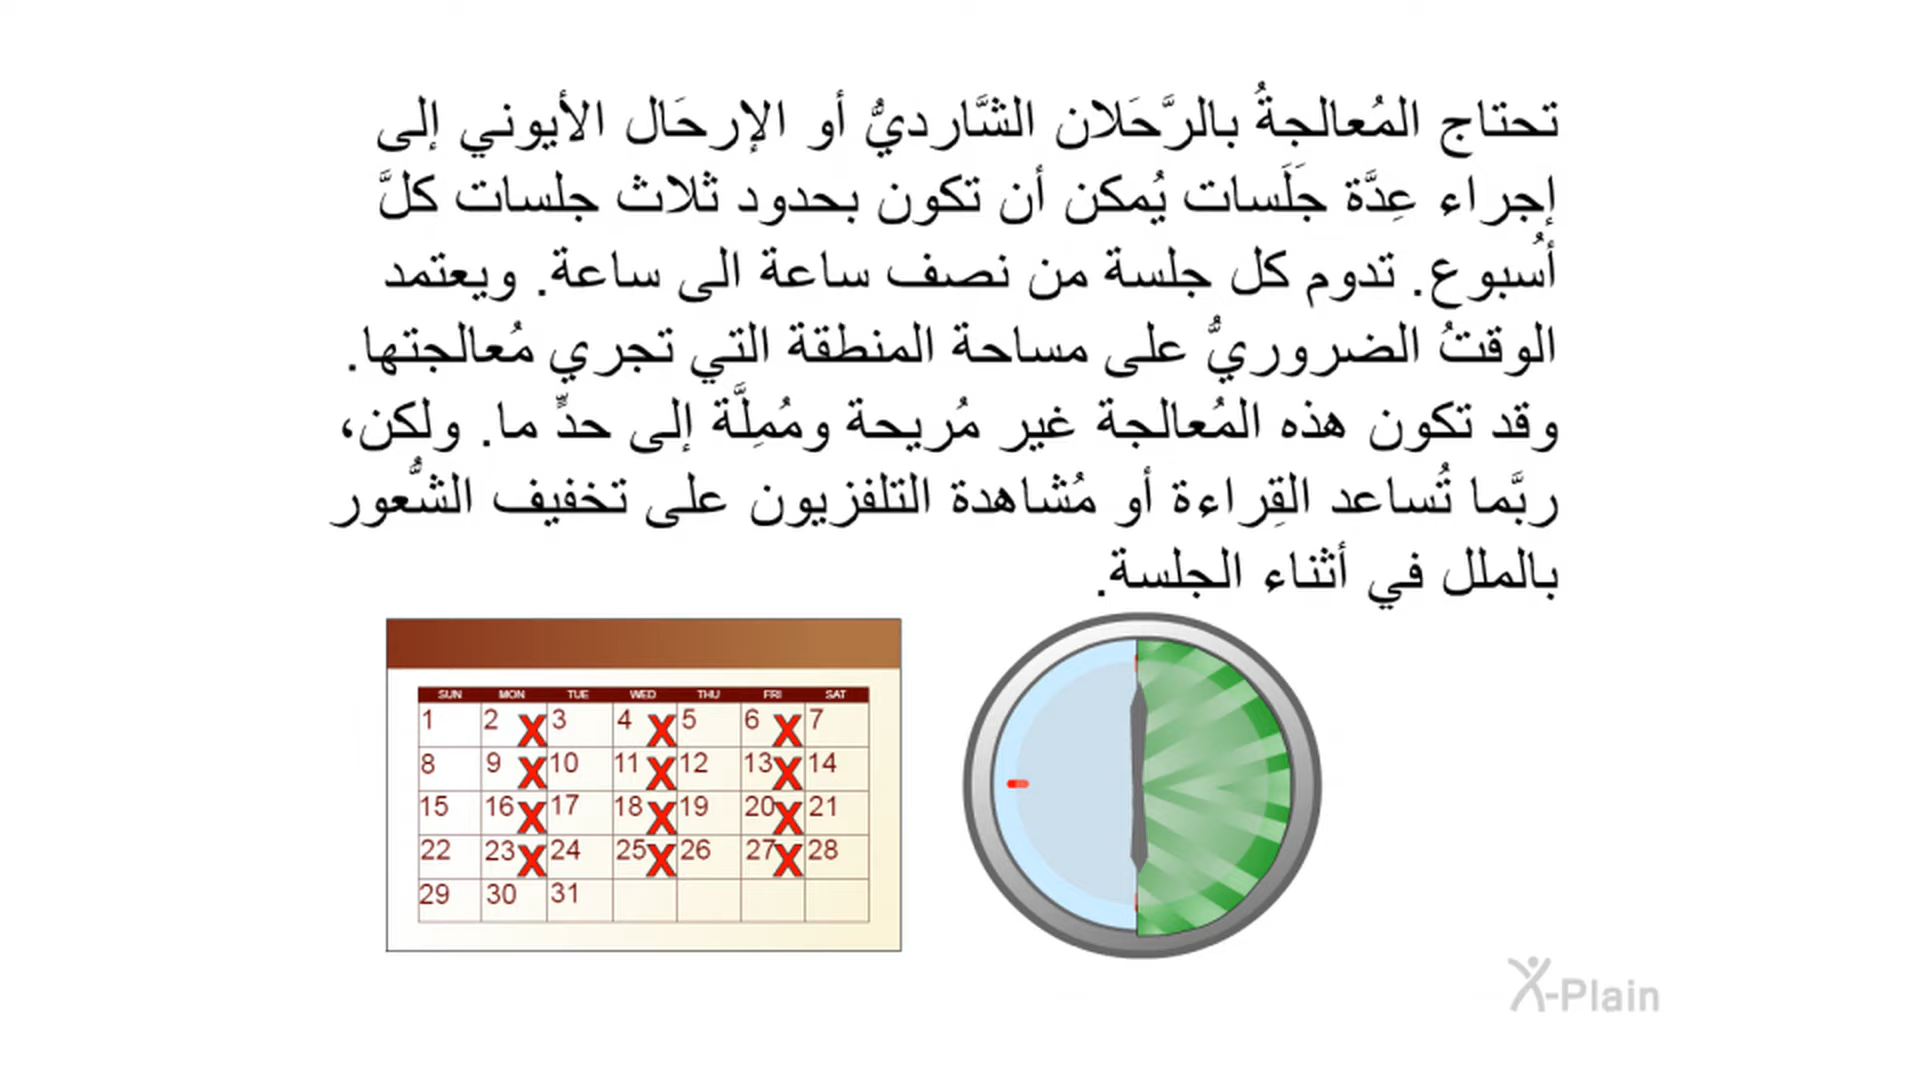 تحتاج المُعالجةُ بالرَّحَلان الشَّارديُّ أو الإرحَال الأيوني إلى
إجراء عِدَّة جَلَسات يُمكن أن تكون بحدود ثلاث جلسات كلَّ
أُسبوع. تدوم كل جلسة من نصف ساعة الى ساعة. ويعتمد
الوقتُ الضروريُّ على مساحة المنطقة التي تجري مُعالجتها.
وقد تكون هذه المُعالجة غير مُريحة ومُمِلَّة إلى حدٍّ ما. ولكن،
ربَّما تُساعد القِراءة أو مُشاهدة التلفزيون على تخفيف الشُّعور
بالملل في أثناء الجلسة.
SUN MON TUE WED THU FRI SAT
1 2 X 3 4 X 5 6 X 7
8 9 X 10 11 X 12 13 X 14
15 16 X 17 18 X 19 20 X 21
22 23 X 24 25 X 26 27 X 28
29 30 31
X-Plain